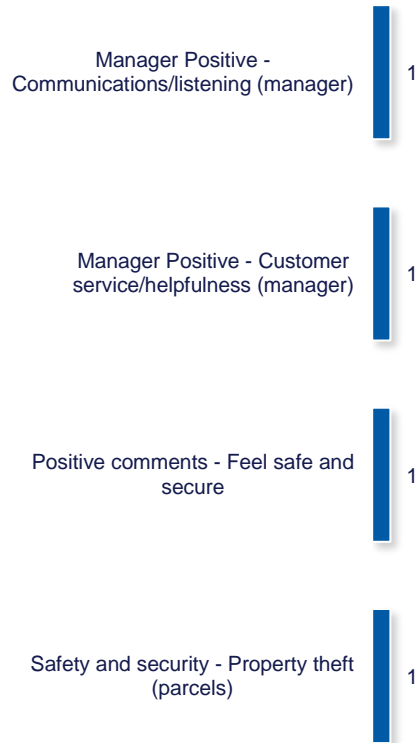 Manager Positive -
Communications/listening (manager)
1
Manager Positive - Customer
service/helpfulness (manager)
1
Positive comments - Feel safe and
secure
1
Safety and security - Property theft
(parcels)
1